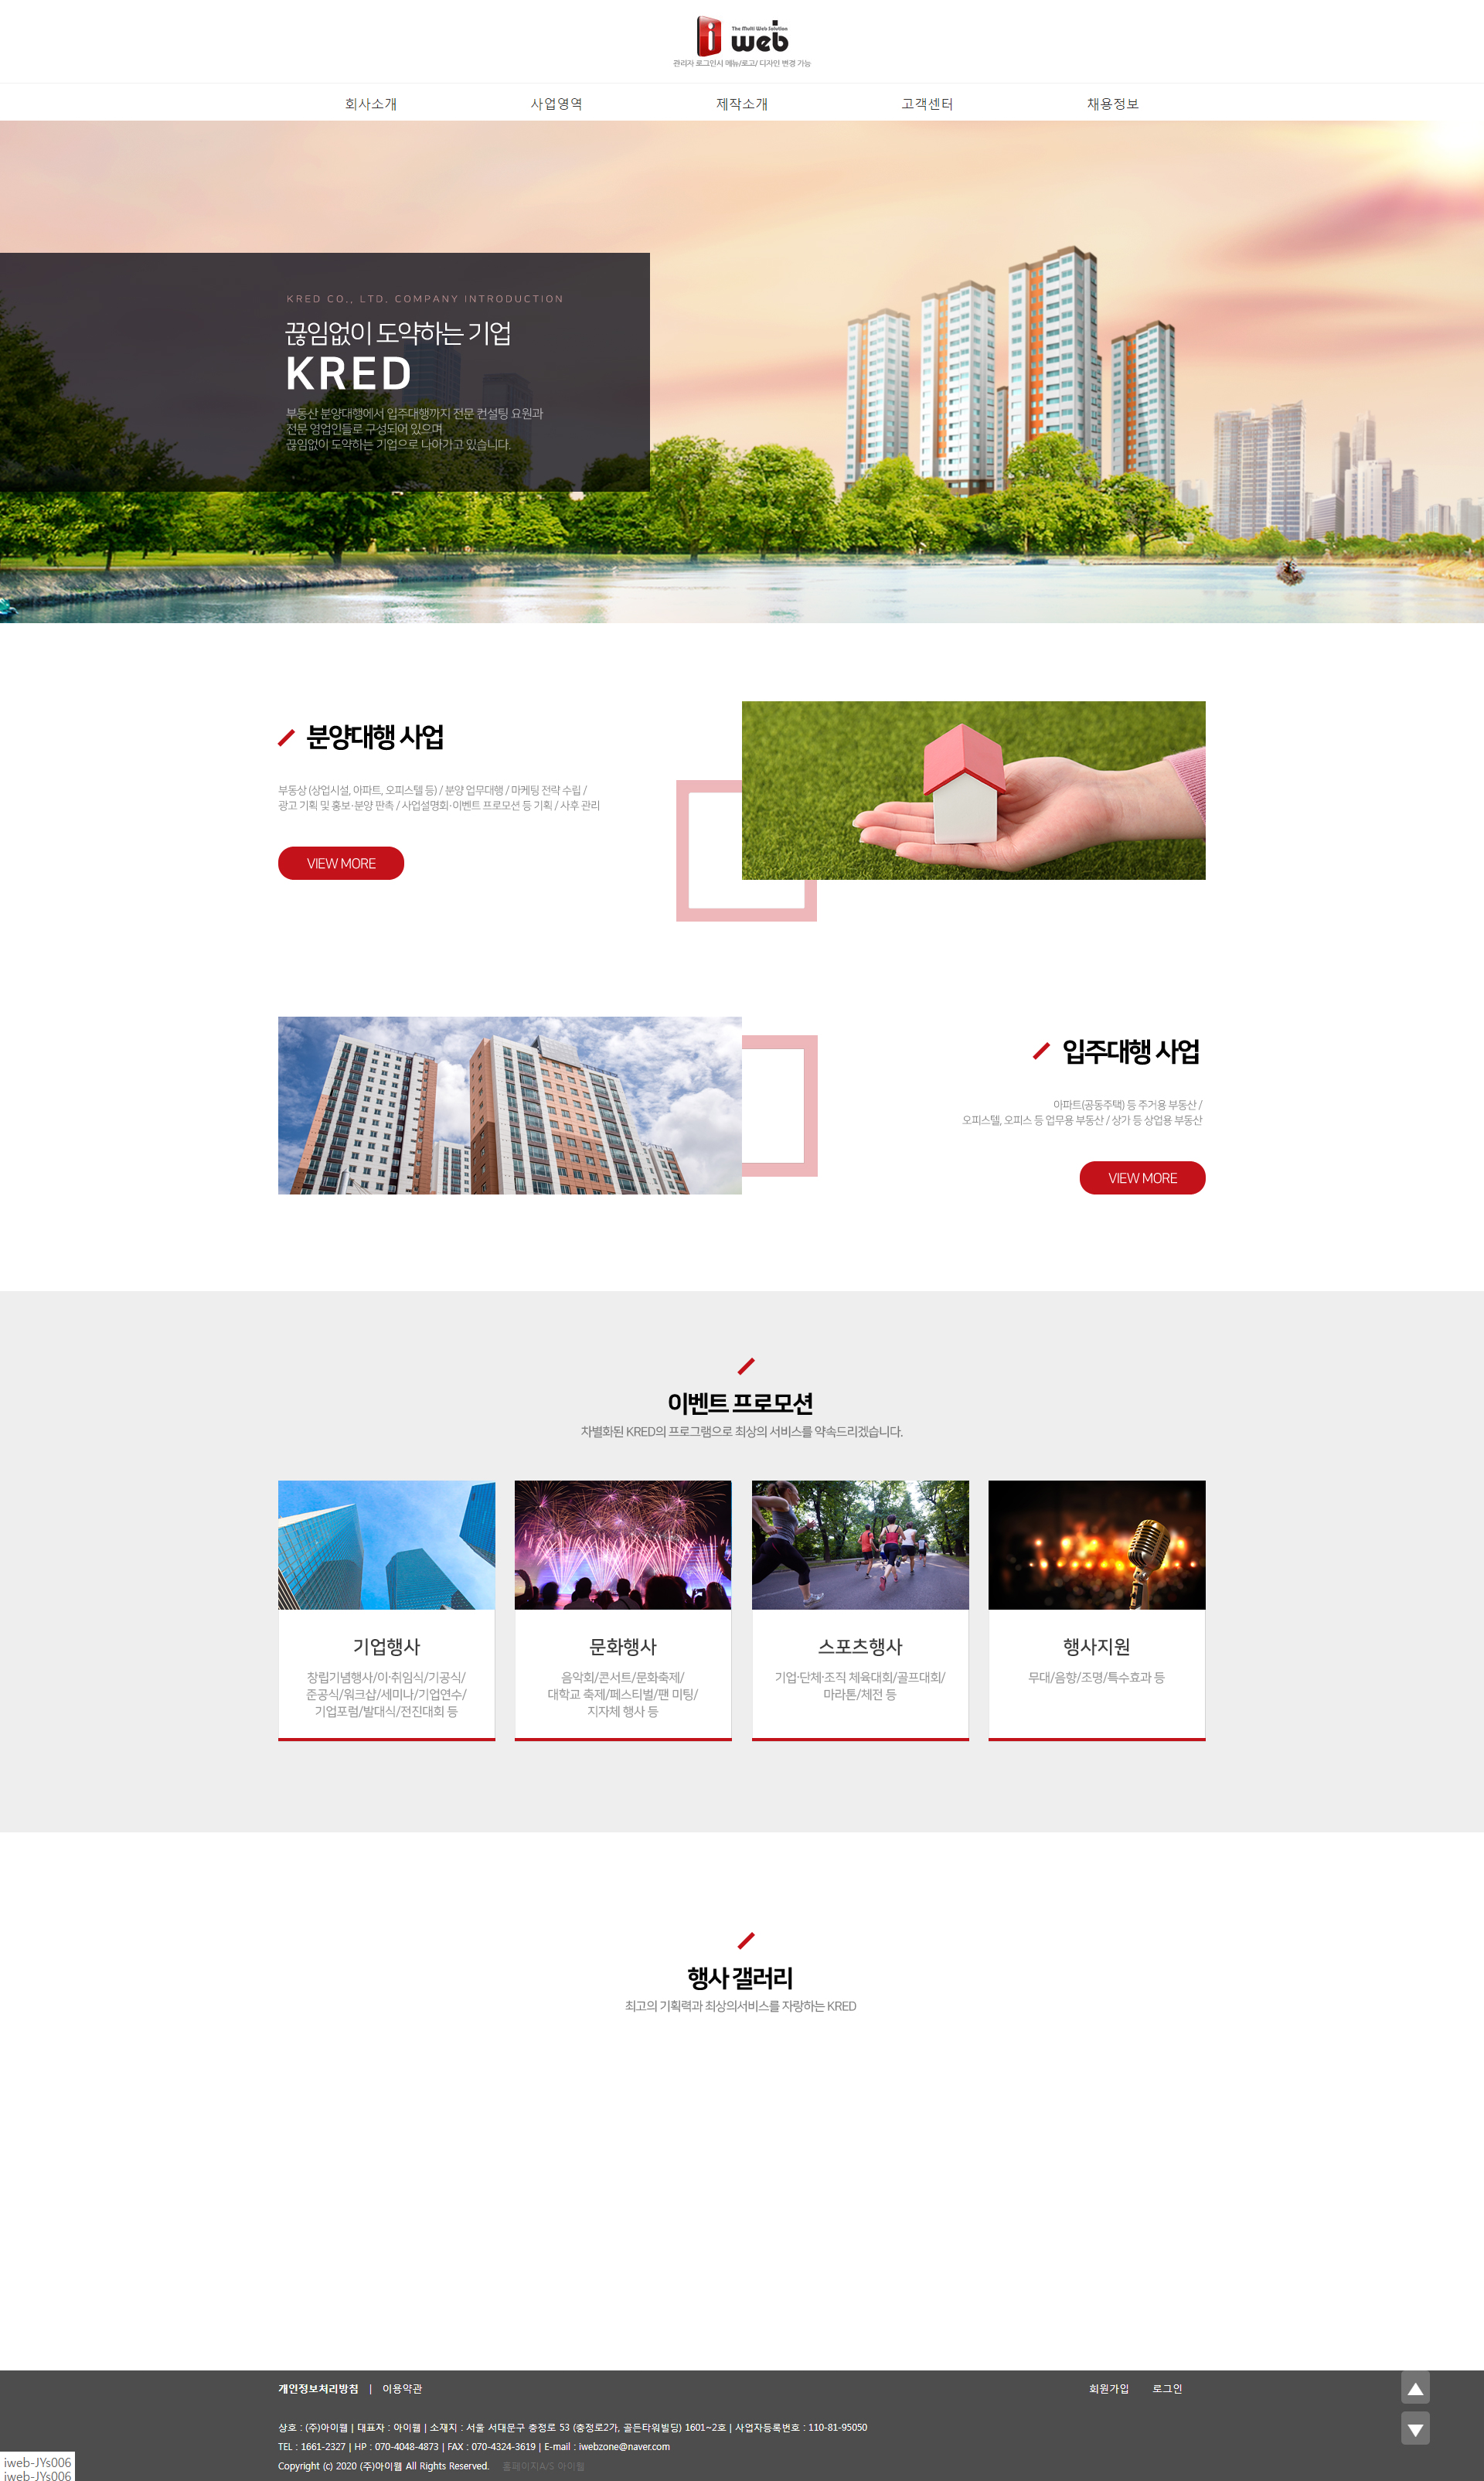 The Multi Web Solution
i web
관리자 로그인시 메뉴/로고/ 디자인 변경 가능
회사소개 사업영역 제작소개 고객센터 채용정보
KRED CO., LTD. COMPANY INTRODUCTION
끊임없이 도약하는 기업
KRED
부동산 분양대행에서 입주대행까지 전문 컨설팅 요원과
전문 영업인들로 구성되어 있으며
끊임없이 도약하는 기업으로 나아가고 있습니다.
분양대행 사업
부동상 (상업시설, 아파트, 오피스텔 등) / 분양 업무대행 / 마케팅 전략 수립 /
광고 기획 및 홍보·분양 판촉 / 사업설명회·이벤트 프로모션 등 기획 / 사후 관리
VIEW MORE
입주대행 사업
아파트(공동주택) 등 주거용 부동산 /
오피스텔, 오피스 등 업무용 부동산 / 상가 등 상업용 부동산
VIEW MORE
이벤트 프로모션
차별화된 KRED의 프로그램으로 최상의 서비스를 약속드리겠습니다.
기업행사
창립기념행사/이·취임식/기공식/
준공식/워크샵/세미나/기업연수/
기업포럼/발대식/전진대회 등
문화행사
음악회/콘서트/문화축제/
대학교 축제/페스티벌/팬 미팅/
지자체 행사 등
스포츠행사
기업·단체·조직 체육대회/골프대회/
마라톤/체전 등
행사지원
무대/음향/조명/특수효과 등
행사 갤러리
최고의 기획력과 최상의서비스를 자랑하는 KRED
개인정보처리방침 | 이용약관
회원가입 로그인
상호 : (주)아이웹 | 대표자 : 아이웹 | 소재지 : 서울 서대문구 충정로 53 (충정로2가, 골든타워빌딩) 1601~2호 | 사업자등록번호 : 110-81-95050
TEL : 1661-2327 | HP : 070-4048-4873 | FAX : 070-4324-3619 | E-mail : iwebzone@naver.com
Copyright (c) 2020 (주)아이웹 All Rights Reserved. 홈페이지A/S 아이웹
iweb-JYs006
iweb-JYs006